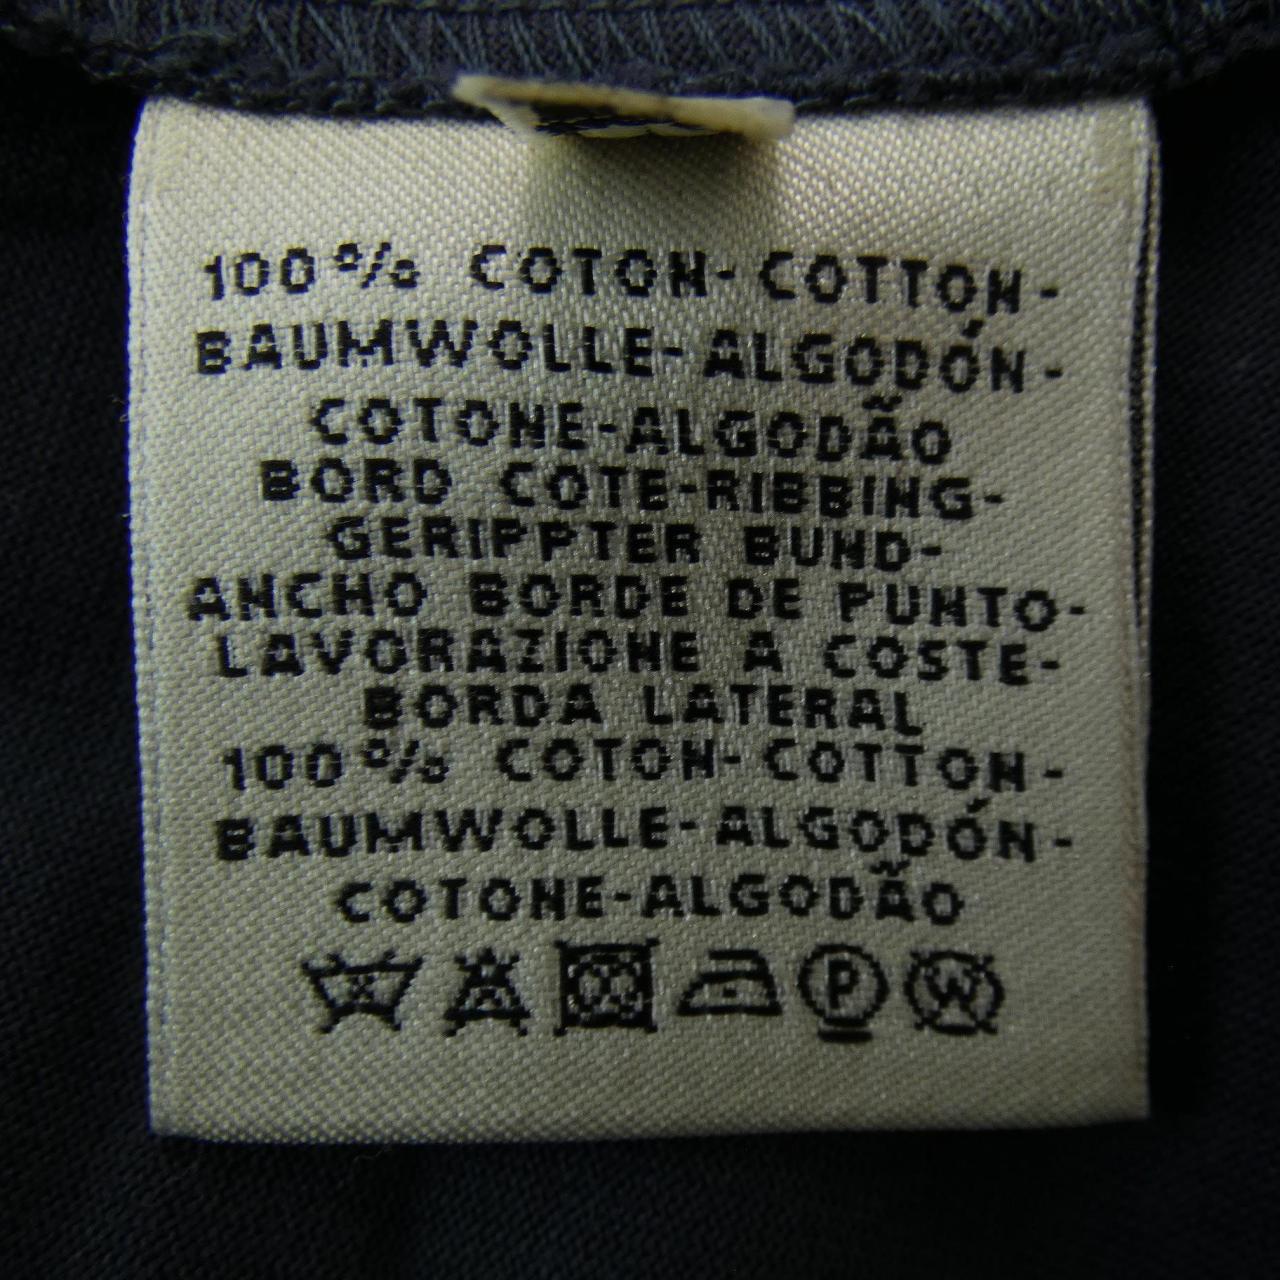 100% COTON-COTTON-
BAUMWOLLE-ALGODÓN-
COTONE-ALGODÃO
BORD COTE-RIBBING-
GERIPPTER BUND-
ANCHO BORDE DE PUNTO-
LAVORAZIONE A COSTE-
BORDA LATERAL
100% COTON-COTTON-
BAUMWOLLE-ALGODÓN-
COTONE-ALGODÃO
P W